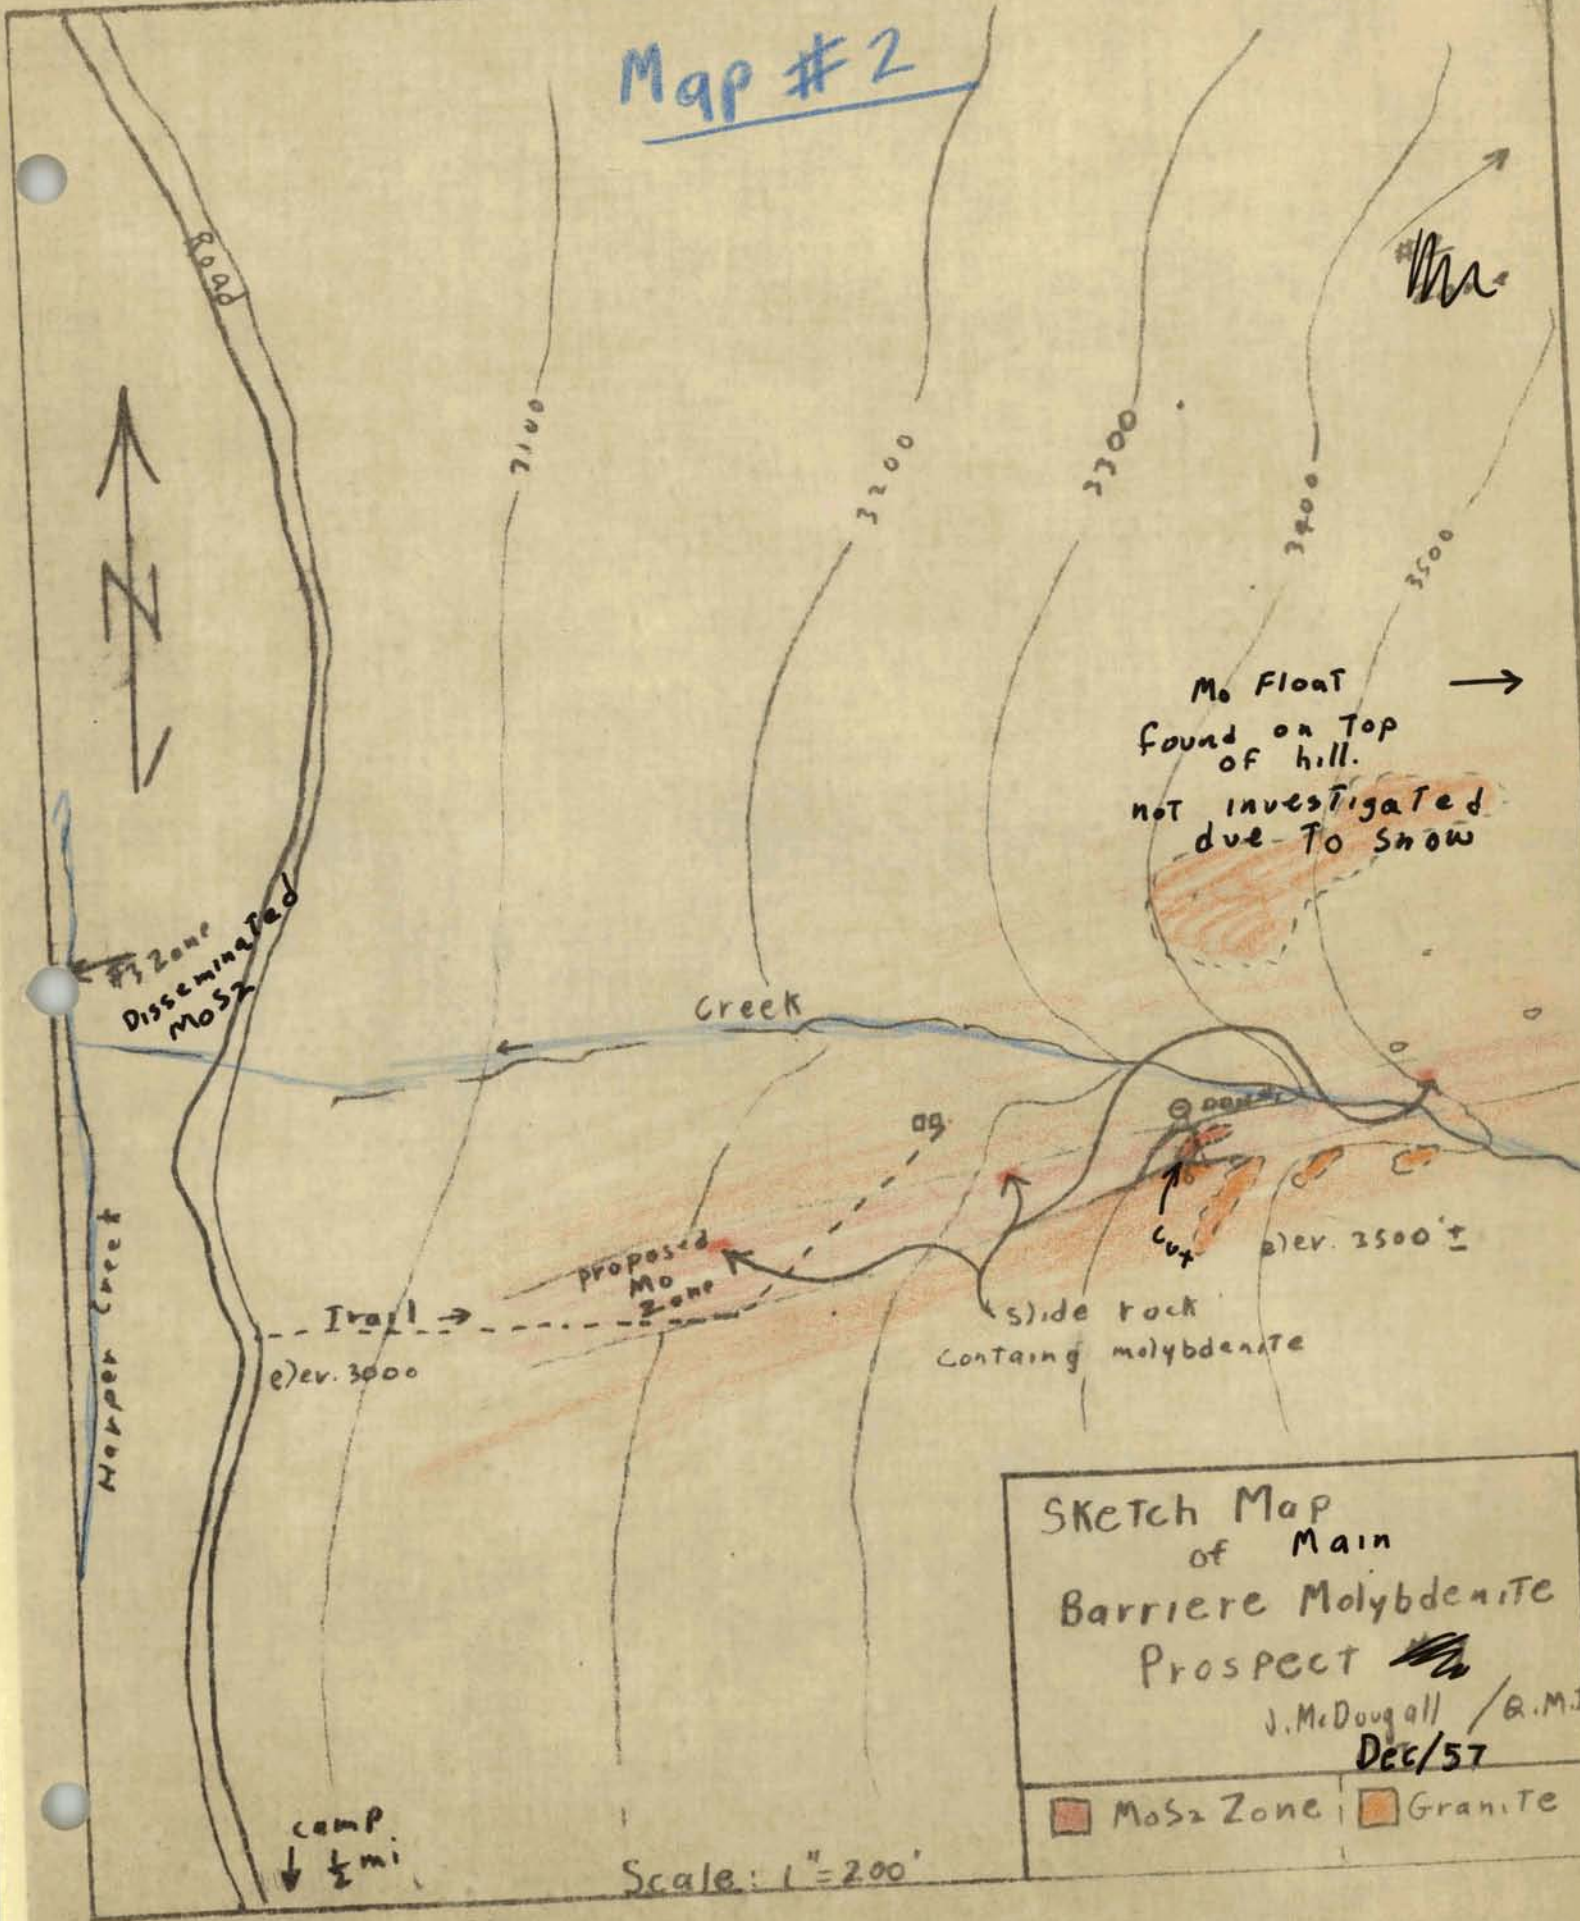 Map #2
Road
3100
3200
3300
3400
3500
N
Mo Float
found on Top
of hill.
not investigated
due To Snow
#3 Zone
Disseminated
MoS2
Creek
Cut
elev. 3500'±
proposed
Mo
Zone
Trail
elev. 3000
slide rock
containg molybdenite
Harper Creek
Sketch Map
of Main
Barriere Molybdenite
Prospect
J. McDougall
Dec/57
MoS2 Zone
Granite
camp
½ mi.
Scale: 1"=200'